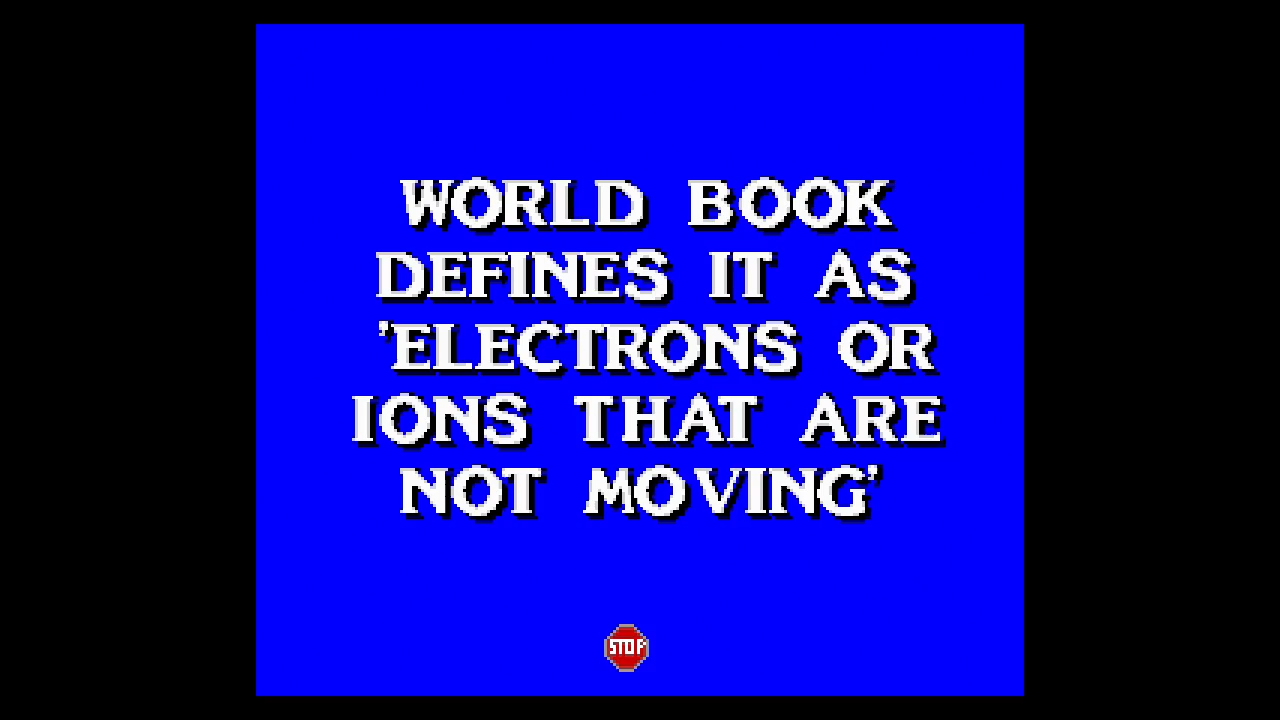 WORLD BOOK
DEFINES IT AS
'ELECTRONS OR
IONS THAT ARE
NOT MOVING'
STOP